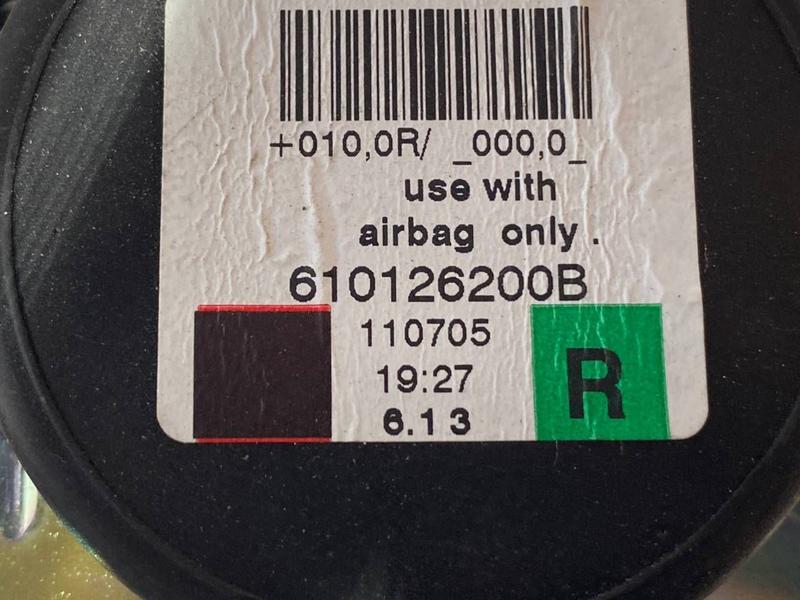 +010,0R/ _000,0_
use with
airbag only.
610126200B
110705
19:27
R
6.13